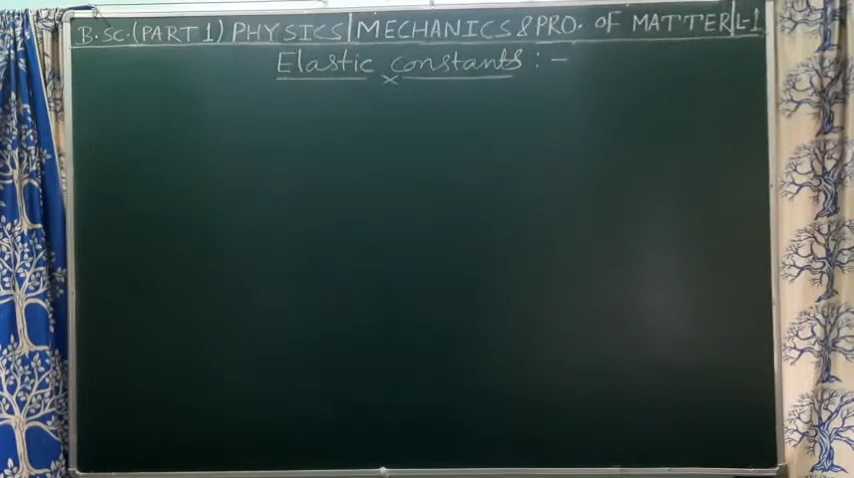 B.SC.(PART 1) PHYSICS|MECHANICS & PRO. OF MATTER|L-1
Elastic constants :-